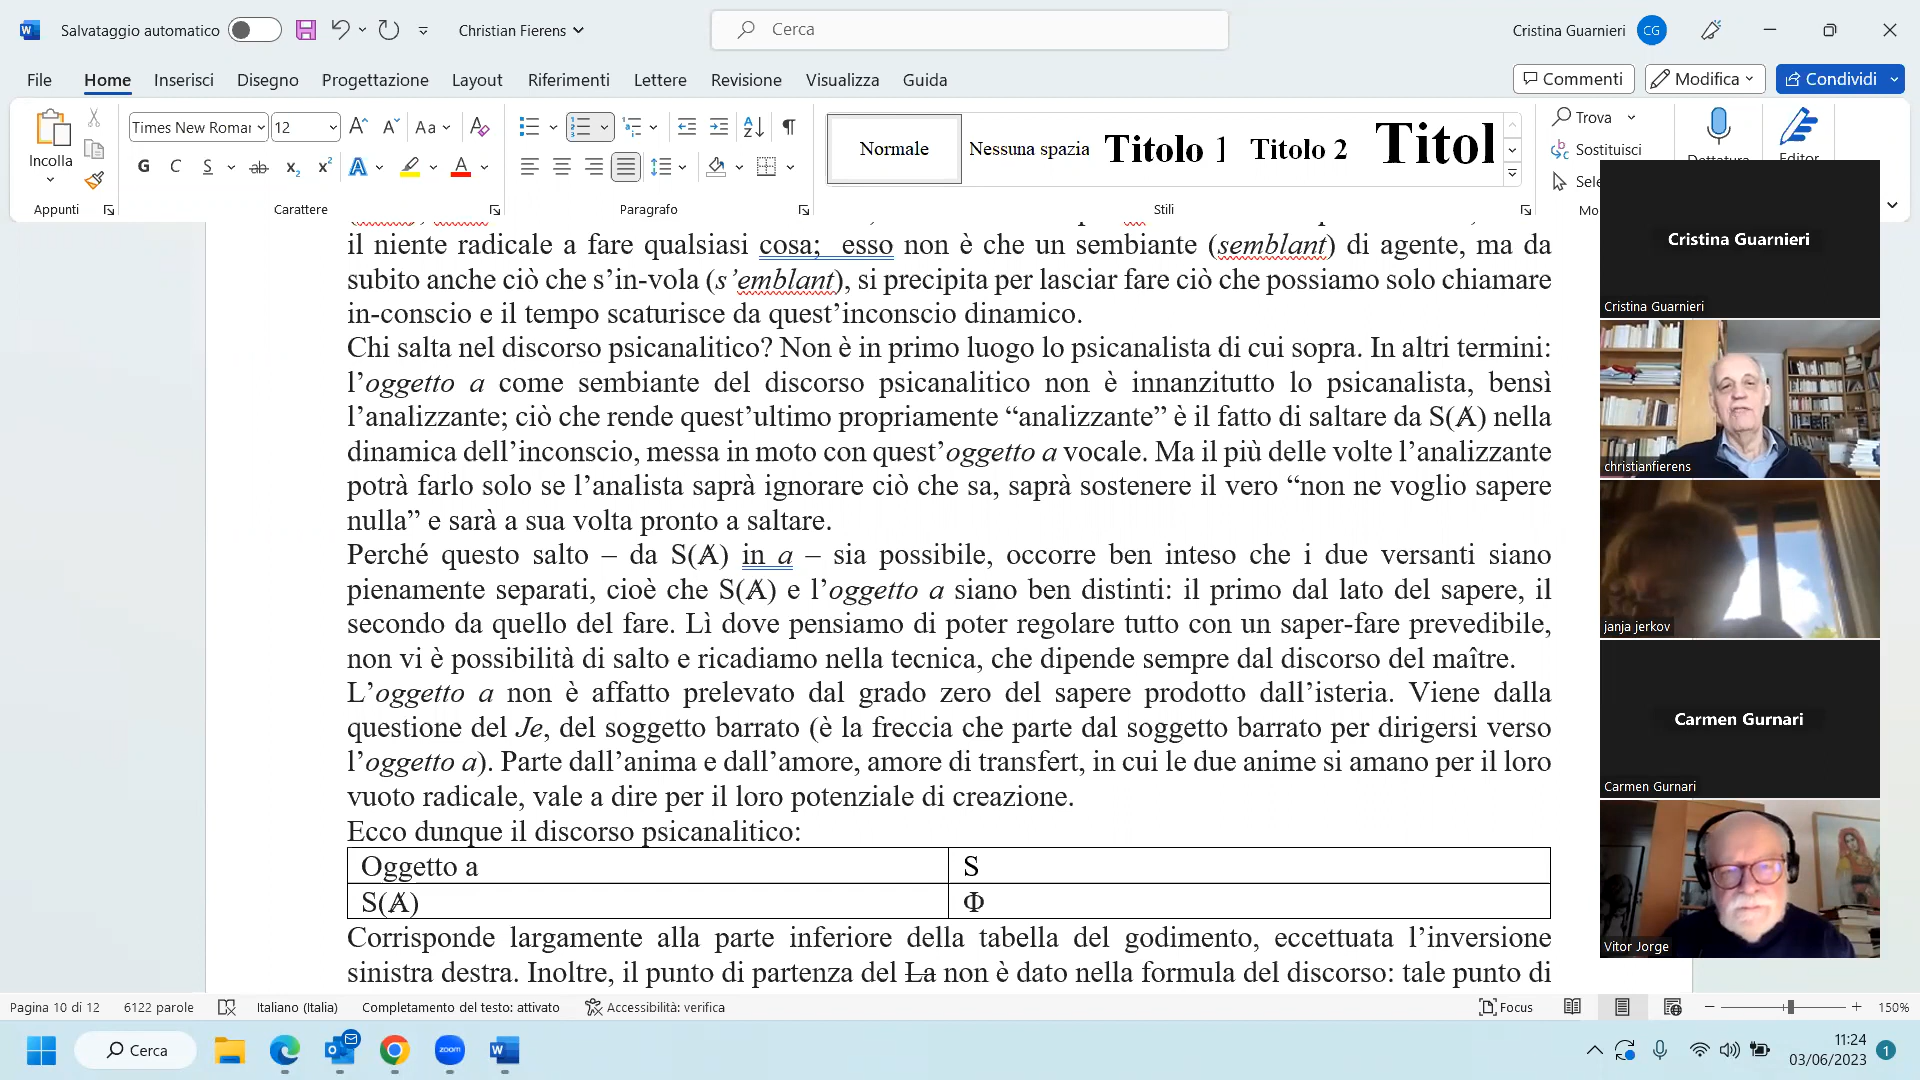 Salvataggio automatico
Christian Fierens
Cerca
Cristina Guarnieri
CG
File
Home
Inserisci
Disegno
Progettazione
Layout
Riferimenti
Lettere
Revisione
Visualizza
Guida
Commenti
Modifica
Condividi
Incolla
Times New Roma
12
Normale
Nessuna spazia
Titolo 1
Titolo 2
Titol
Trova
Sostituisci
Appunti
Carattere
Paragrafo
Stili
il niente radicale a fare qualsiasi cosa;  esso non è che un sembiante (semblant) di agente, ma da
subito anche ciò che s’in-vola (s’emblant), si precipita per lasciar fare ciò che possiamo solo chiamare
in-conscio e il tempo scaturisce da quest’inconscio dinamico.
Chi salta nel discorso psicanalitico? Non è in primo luogo lo psicanalista di cui sopra. In altri termini:
l’oggetto a come sembiante del discorso psicanalitico non è innanzitutto lo psicanalista, bensì
l’analizzante; ciò che rende quest’ultimo propriamente “analizzante” è il fatto di saltare da S(Ⱥ) nella
dinamica dell’inconscio, messa in moto con quest’oggetto a vocale. Ma il più delle volte l’analizzante
potrà farlo solo se l’analista saprà ignorare ciò che sa, saprà sostenere il vero “non ne voglio sapere
nulla” e sarà a sua volta pronto a saltare.
Perché questo salto – da S(Ⱥ) in a – sia possibile, occorre ben inteso che i due versanti siano
pienamente separati, cioè che S(Ⱥ) e l’oggetto a siano ben distinti: il primo dal lato del sapere, il
secondo da quello del fare. Lì dove pensiamo di poter regolare tutto con un saper-fare prevedibile,
non vi è possibilità di salto e ricadiamo nella tecnica, che dipende sempre dal discorso del maître.
L’oggetto a non è affatto prelevato dal grado zero del sapere prodotto dall’isteria. Viene dalla
questione del Je, del soggetto barrato (è la freccia che parte dal soggetto barrato per dirigersi verso
l’oggetto a). Parte dall’anima e dall’amore, amore di transfert, in cui le due anime si amano per il loro
vuoto radicale, vale a dire per il loro potenziale di creazione.
Ecco dunque il discorso psicanalitico:
Oggetto a
S
S(Ⱥ)
Φ
Corrisponde largamente alla parte inferiore della tabella del godimento, eccettuata l’inversione
sinistra destra. Inoltre, il punto di partenza del La non è dato nella formula del discorso: tale punto di
Cristina Guarnieri
Cristina Guarnieri
christianfierens
janja jerkov
Carmen Gurnari
Carmen Gurnari
Vítor Jorge
Pagina 10 di 12
6122 parole
Italiano (Italia)
Completamento del testo: attivato
Accessibilità: verifica
Focus
150%
Cerca
zoom
11:24
03/06/2023
1